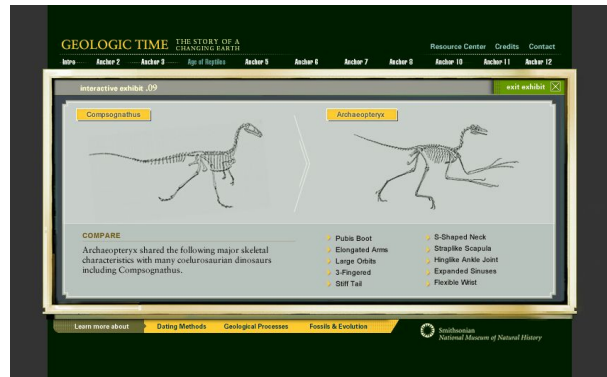 GEOLOGIC TIME THE STORY OF A
CHANGING EARTH
Resource Center Credits Contact
Intro Anchor 2 Anchor 3 Age of Reptiles Anchor 5 Anchor 6 Anchor 7 Anchor 8 Anchor 10 Anchor 11 Anchor 12
interactive exhibit .09
exit exhibit
Compsognathus
Archaeopteryx
COMPARE
Archaeopteryx shared the following major skeletal
characteristics with many coelurosaurian dinosaurs
including Compsognathus.
Pubis Boot
Elongated Arms
Large Orbits
3-Fingered
Stiff Tail
S-Shaped Neck
Straplike Scapula
Hinglike Ankle Joint
Expanded Sinuses
Flexible Wrist
Learn more about Dating Methods Geological Processes Fossils & Evolution
Smithsonian
National Museum of Natural History